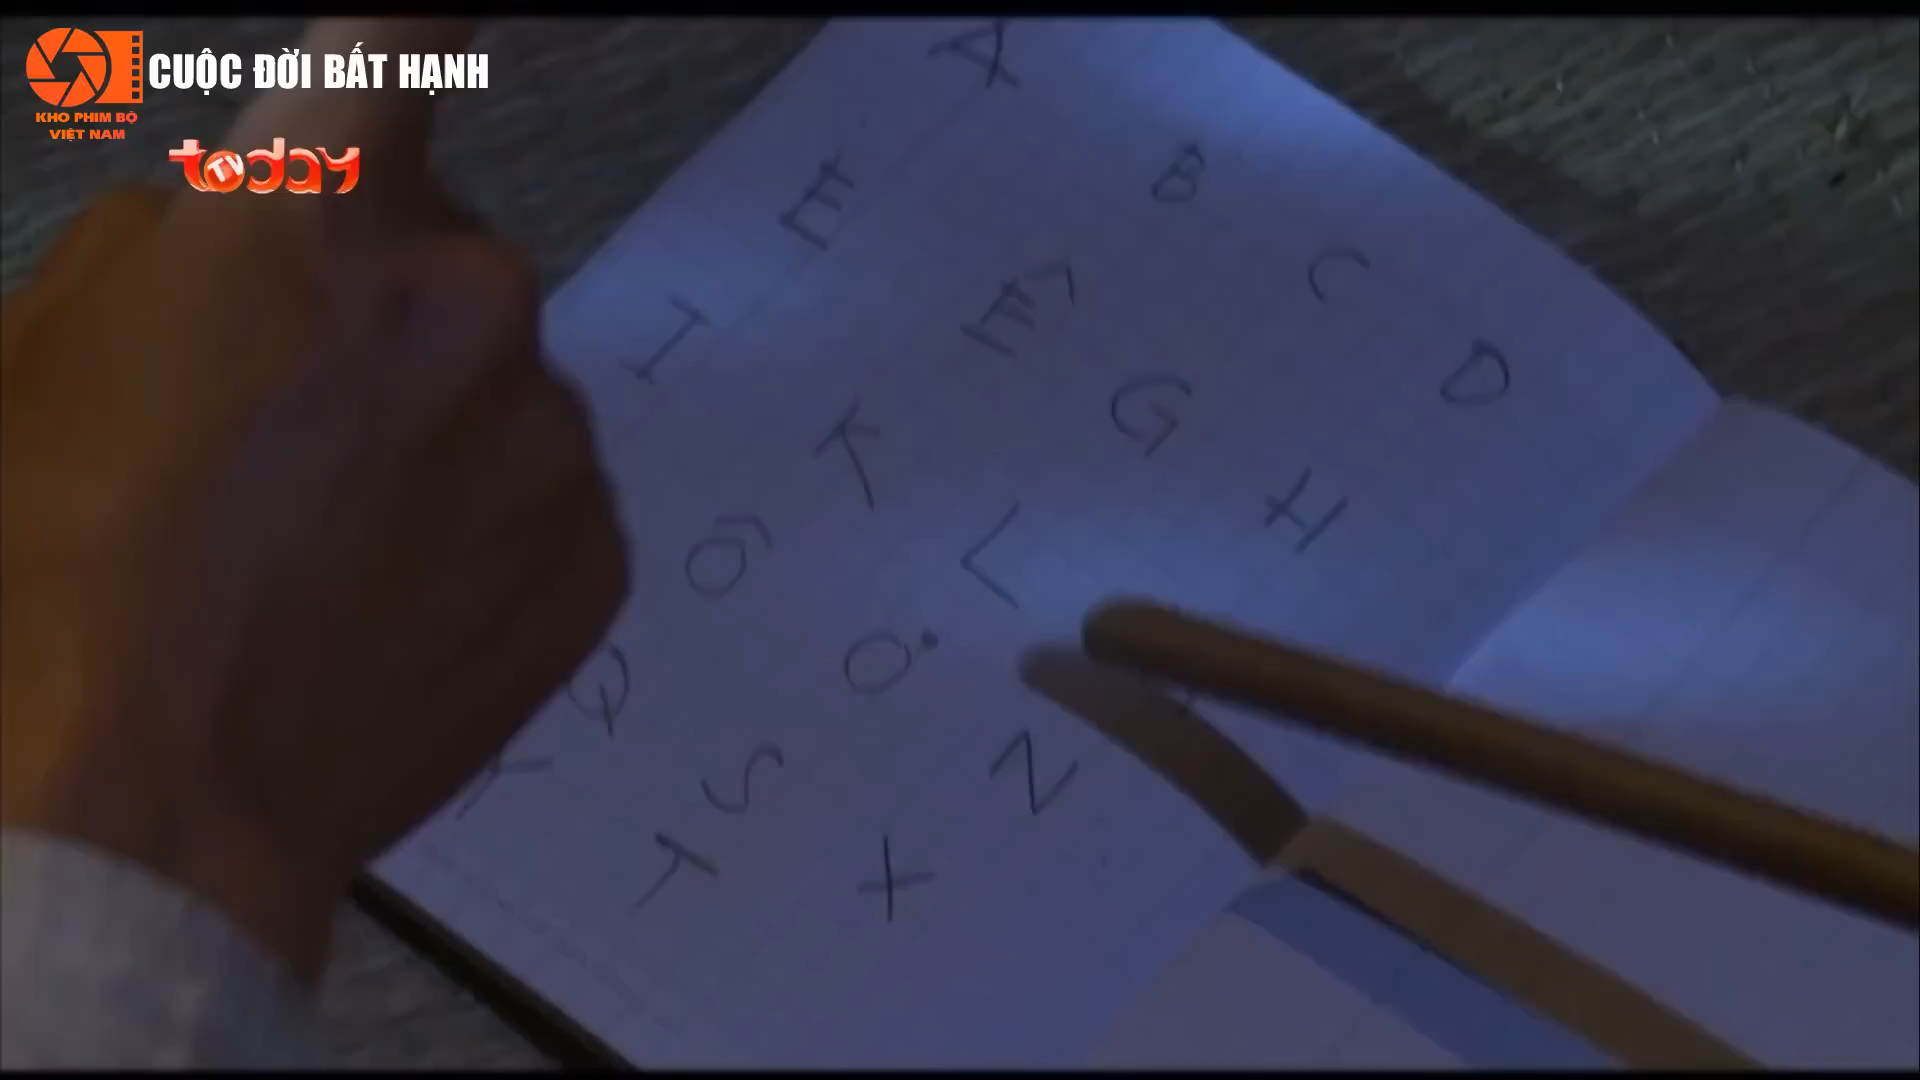 CUỘC ĐỜI BẤT HẠNH
KHO PHIM BỘ
VIỆT NAM
today
TV
A B C D
E Ê G H
I K L
Ô Ơ N
Q S X
T